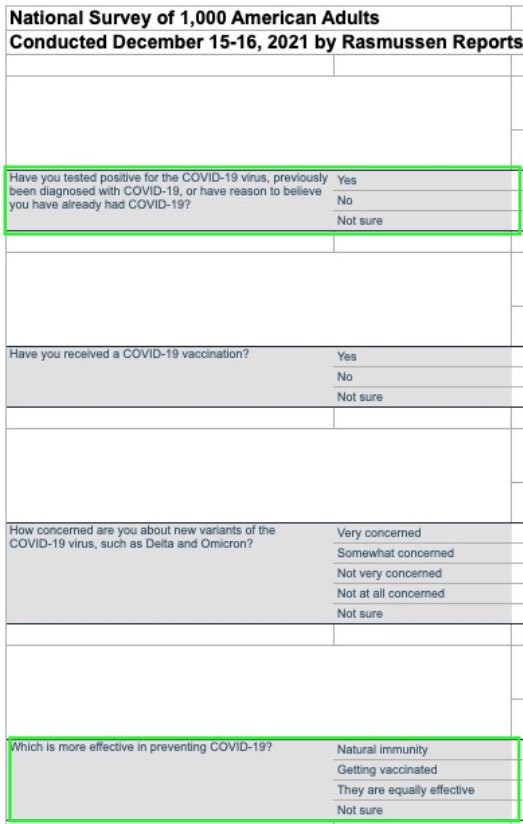 National Survey of 1,000 American Adults
Conducted December 15-16, 2021 by Rasmussen Reports
Have you tested positive for the COVID-19 virus, previously
been diagnosed with COVID-19, or have reason to believe
you have already had COVID-19?
Yes
No
Not sure
Have you received a COVID-19 vaccination?
Yes
No
Not sure
How concerned are you about new variants of the
COVID-19 virus, such as Delta and Omicron?
Very concerned
Somewhat concerned
Not very concerned
Not at all concerned
Not sure
Which is more effective in preventing COVID-19?
Natural immunity
Getting vaccinated
They are equally effective
Not sure